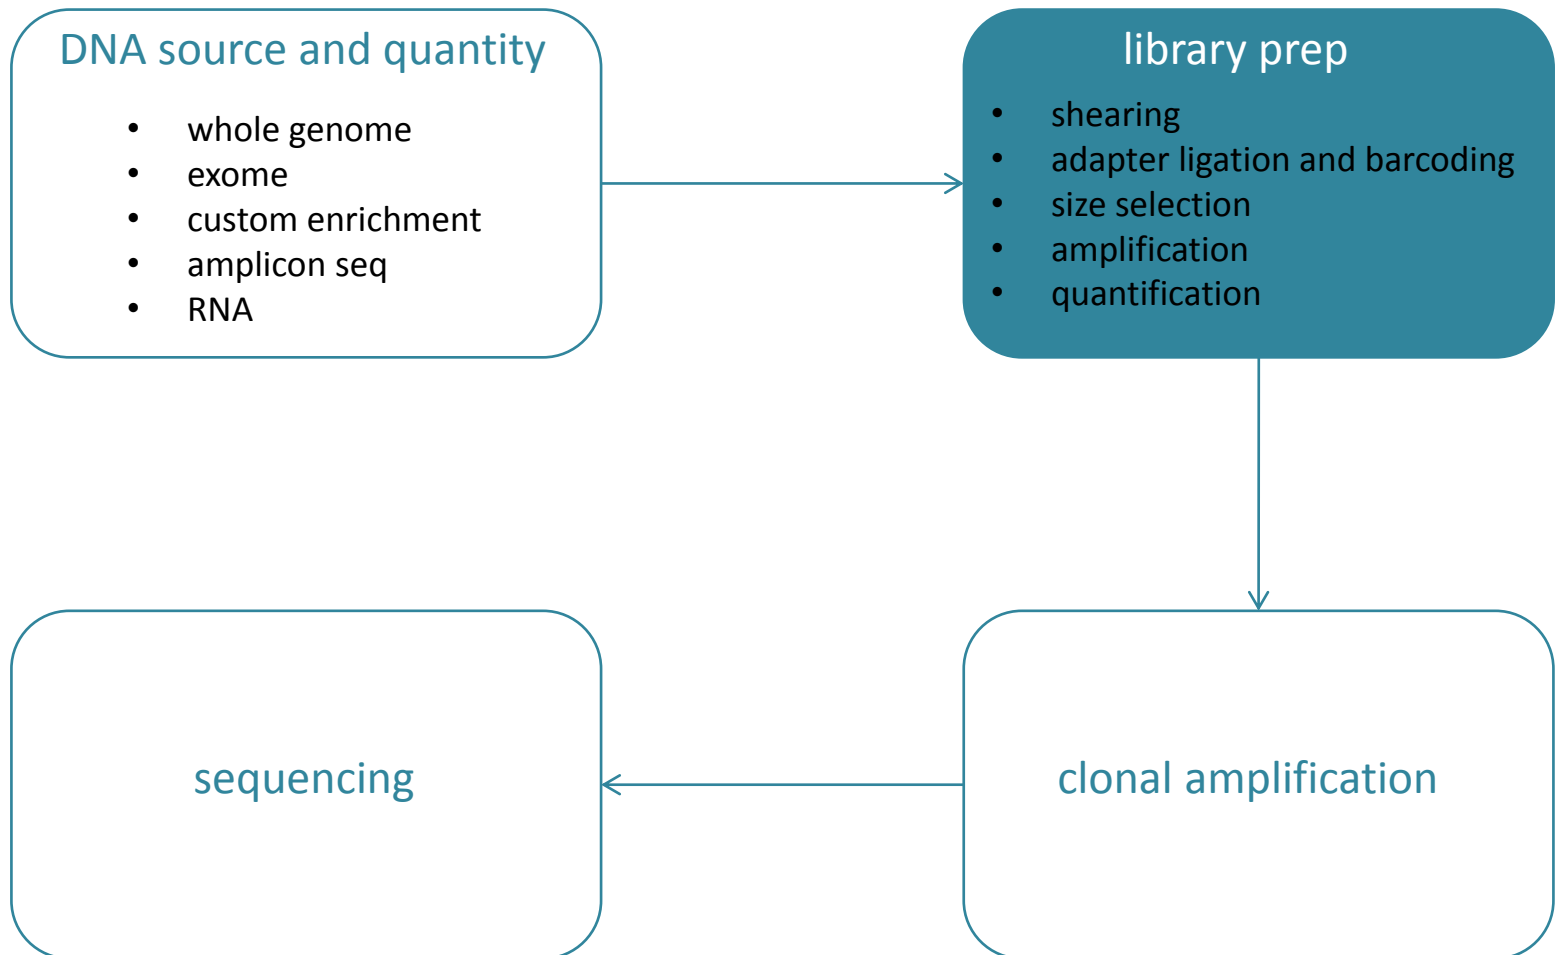 DNA source and quantity
• whole genome
• exome
• custom enrichment
• amplicon seq
• RNA
library prep
• shearing
• adapter ligation and barcoding
• size selection
• amplification
• quantification
clonal amplification
sequencing